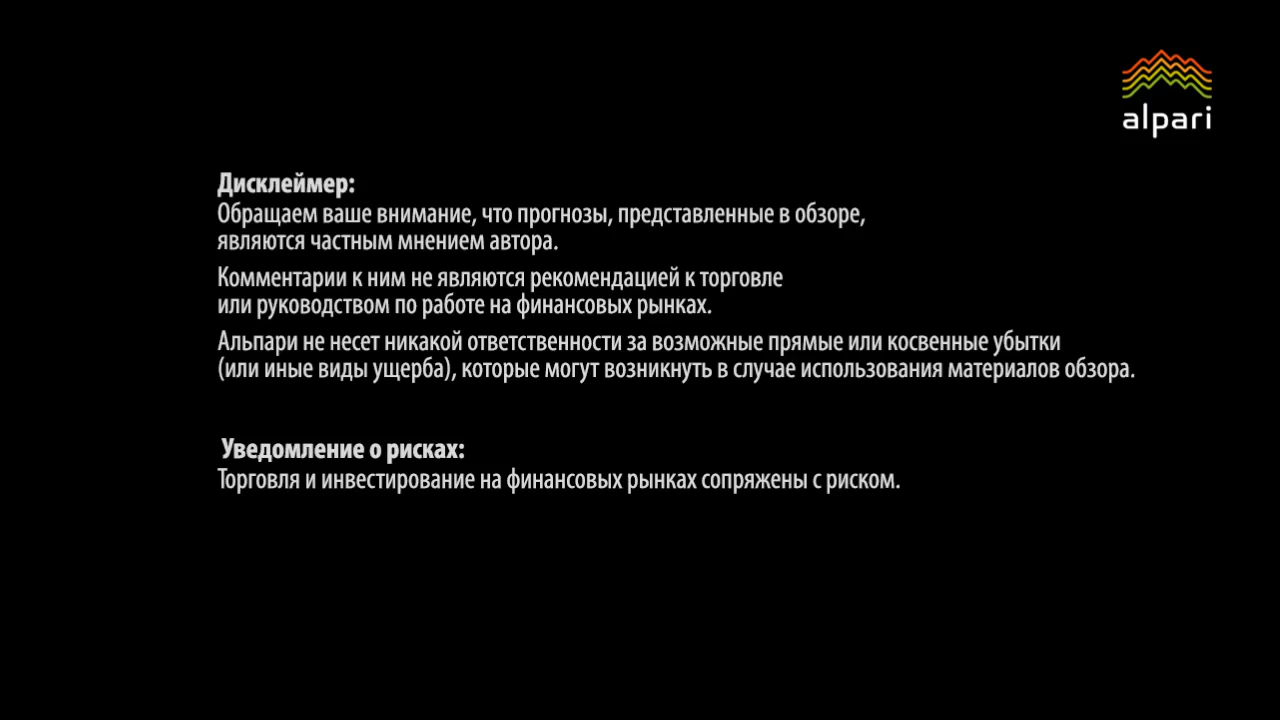 alpari
Дисклеймер:
Обращаем ваше внимание, что прогнозы, представленные в обзоре,
являются частным мнением автора.
Комментарии к ним не являются рекомендацией к торговле
или руководством по работе на финансовых рынках.
Альпари не несет никакой ответственности за возможные прямые или косвенные убытки
(или иные виды ущерба), которые могут возникнуть в случае использования материалов обзора.
Уведомление о рисках:
Торговля и инвестирование на финансовых рынках сопряжены с риском.